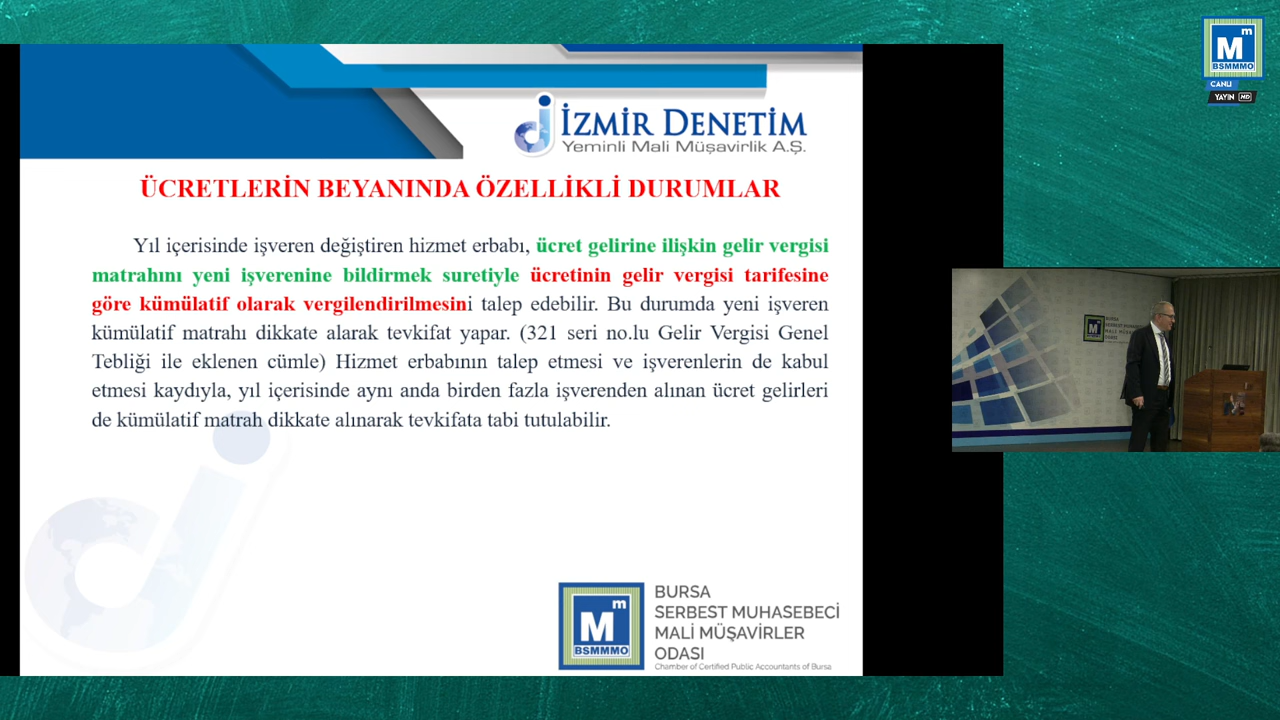 Mm
BSMMMO
CANLI
YAYIN HD
İZMİR DENETİM
Yeminli Mali Müşavirlik A.Ş.
ÜCRETLERİN BEYANINDA ÖZELLİKLİ DURUMLAR
Yıl içerisinde işveren değiştiren hizmet erbabı, ücret gelirine ilişkin gelir vergisi
matrahını yeni işverenine bildirmek suretiyle ücretinin gelir vergisi tarifesine
göre kümülatif olarak vergilendirilmesini talep edebilir. Bu durumda yeni işveren
kümülatif matrahı dikkate alarak tevkifat yapar. (321 seri no.lu Gelir Vergisi Genel
Tebliği ile eklenen cümle) Hizmet erbabının talep etmesi ve işverenlerin de kabul
etmesi kaydıyla, yıl içerisinde aynı anda birden fazla işverenden alınan ücret gelirleri
de kümülatif matrah dikkate alınarak tevkifata tabi tutulabilir.
Mm
BSMMMO
BURSA
SERBEST MUHASEBECİ
MALİ MÜŞAVİRLER
ODASI
Chamber of Certified Public Accountants of Bursa